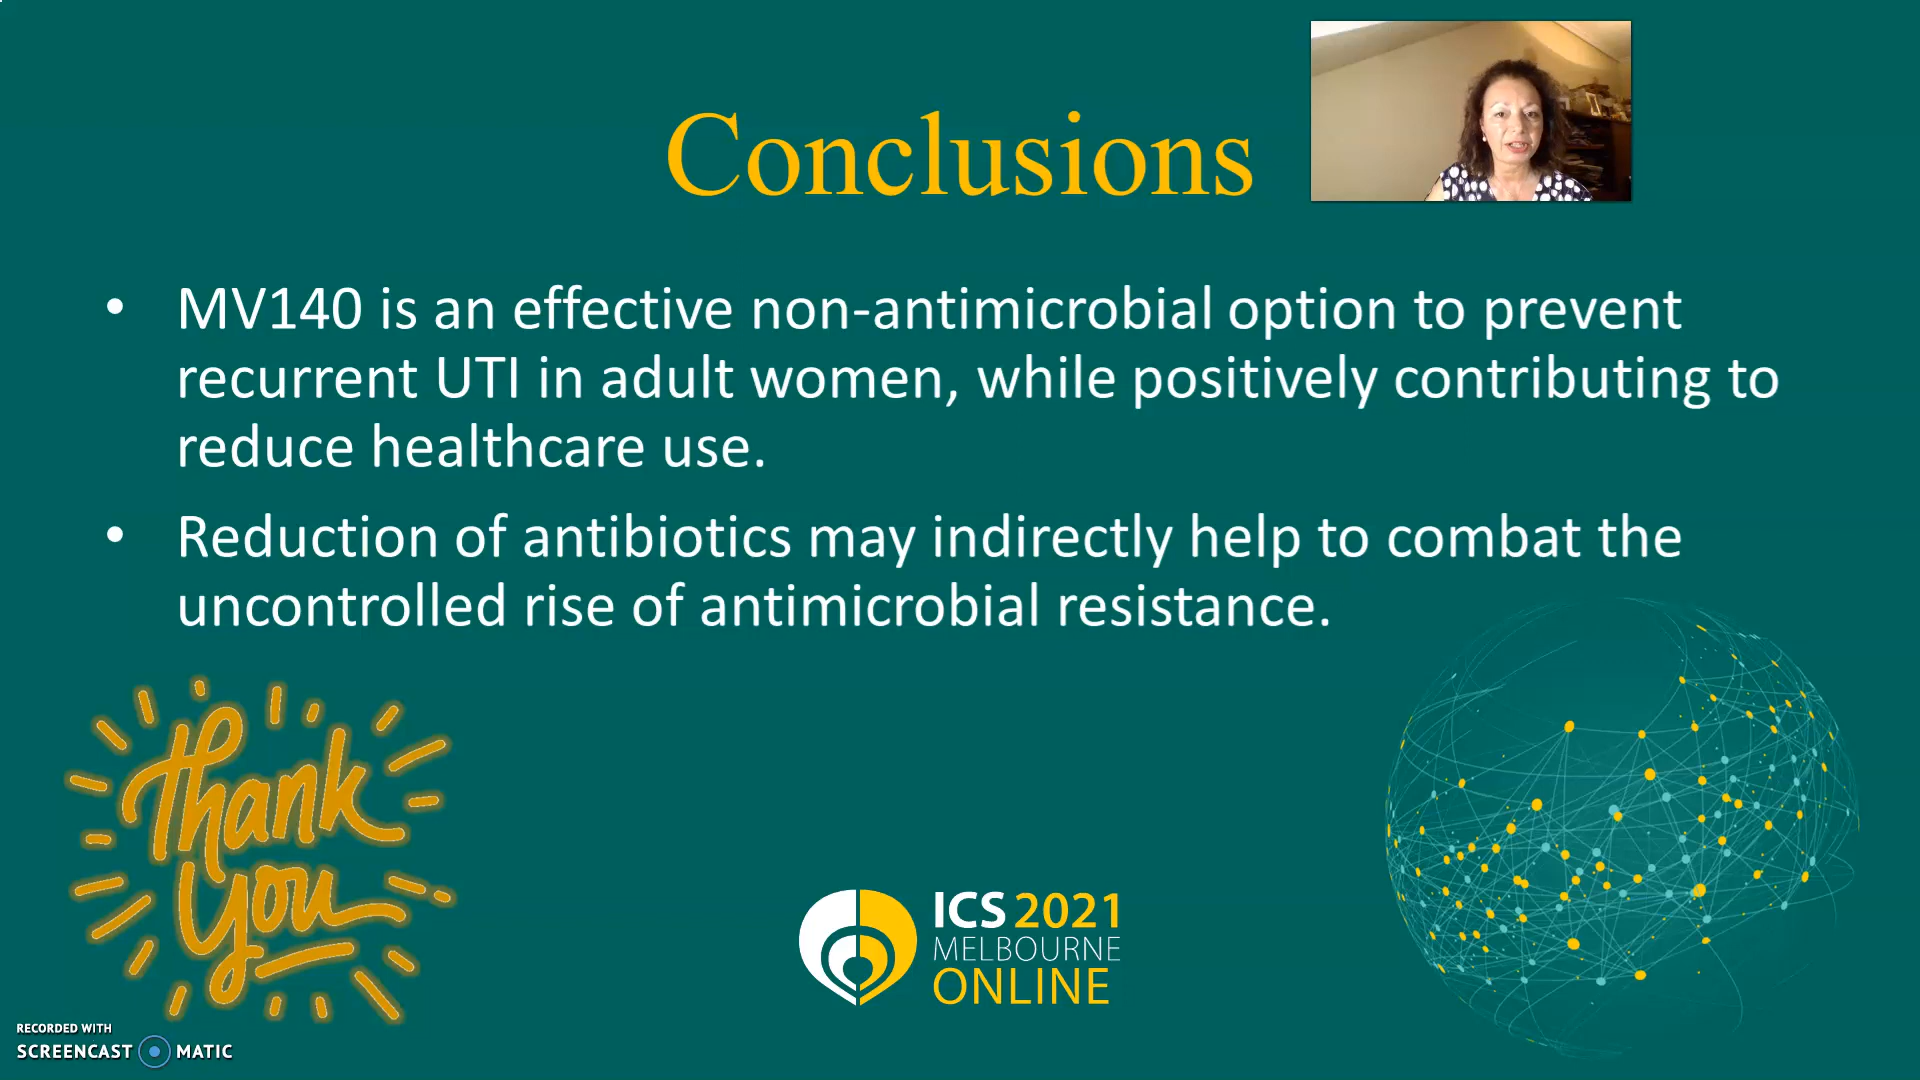 Conclusions
• MV140 is an effective non-antimicrobial option to prevent
recurrent UTI in adult women, while positively contributing to
reduce healthcare use.
• Reduction of antibiotics may indirectly help to combat the
uncontrolled rise of antimicrobial resistance.
Thank
you
ICS 2021
MELBOURNE
ONLINE
RECORDED WITH
SCREENCAST MATIC